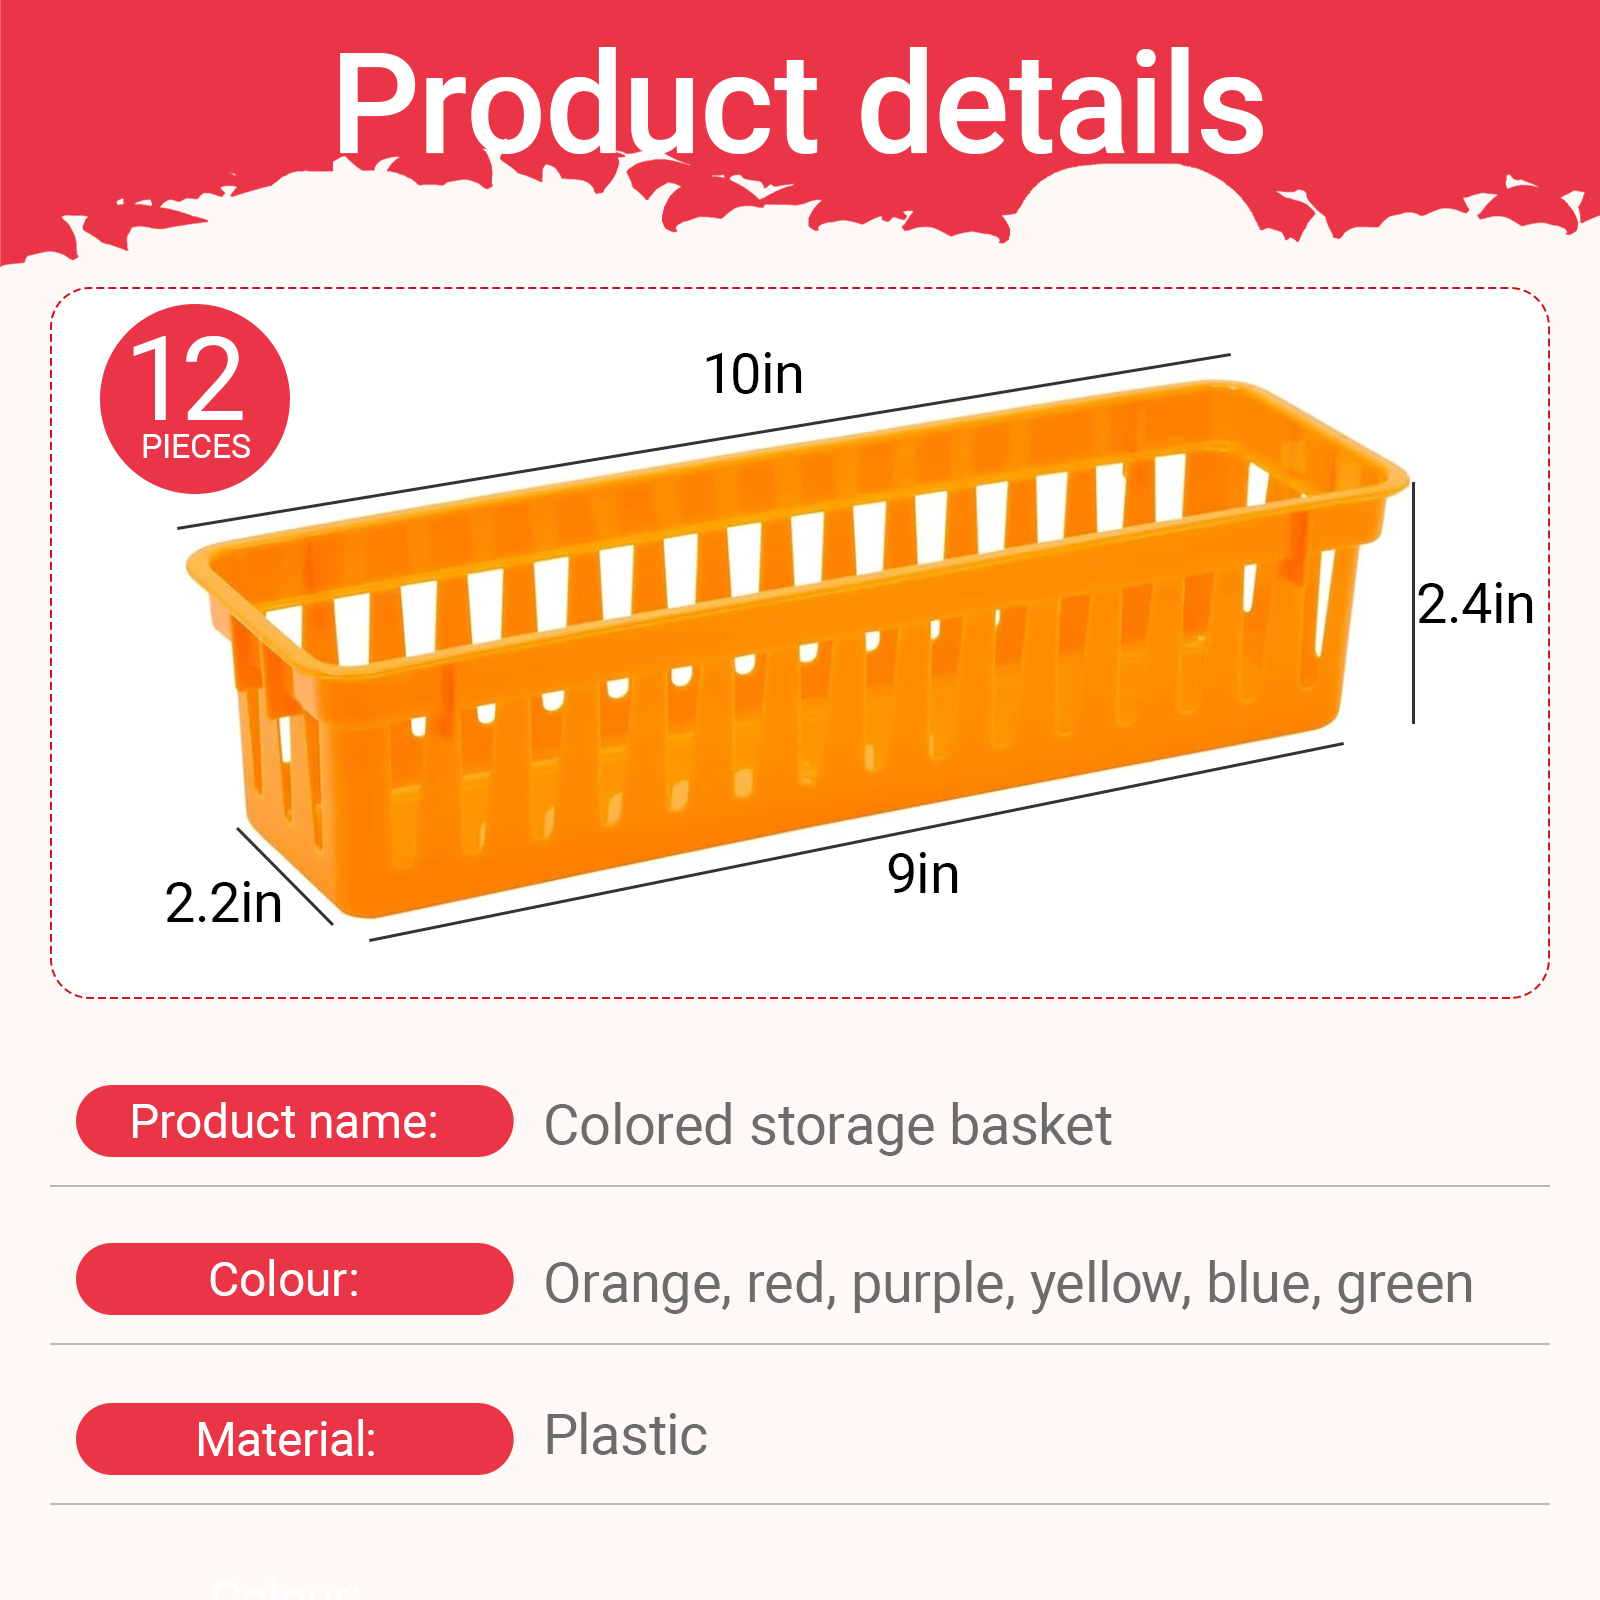 Product details
12
PIECES
10in
2.4in
9in
2.2in
Product name: Colored storage basket
Colour: Orange, red, purple, yellow, blue, green
Material: Plastic
Colour: